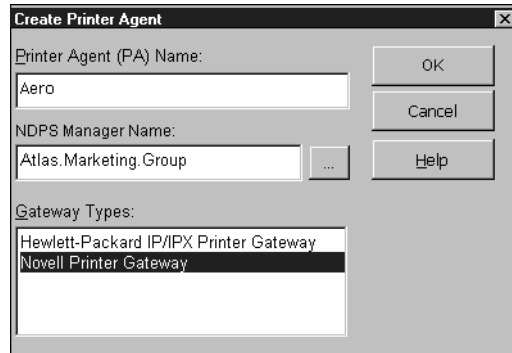 Create Printer Agent
Printer Agent (PA) Name:
Aero
NDPS Manager Name:
Atlas.Marketing.Group
...
Gateway Types:
Hewlett-Packard IP/IPX Printer Gateway
Novell Printer Gateway
OK
Cancel
Help